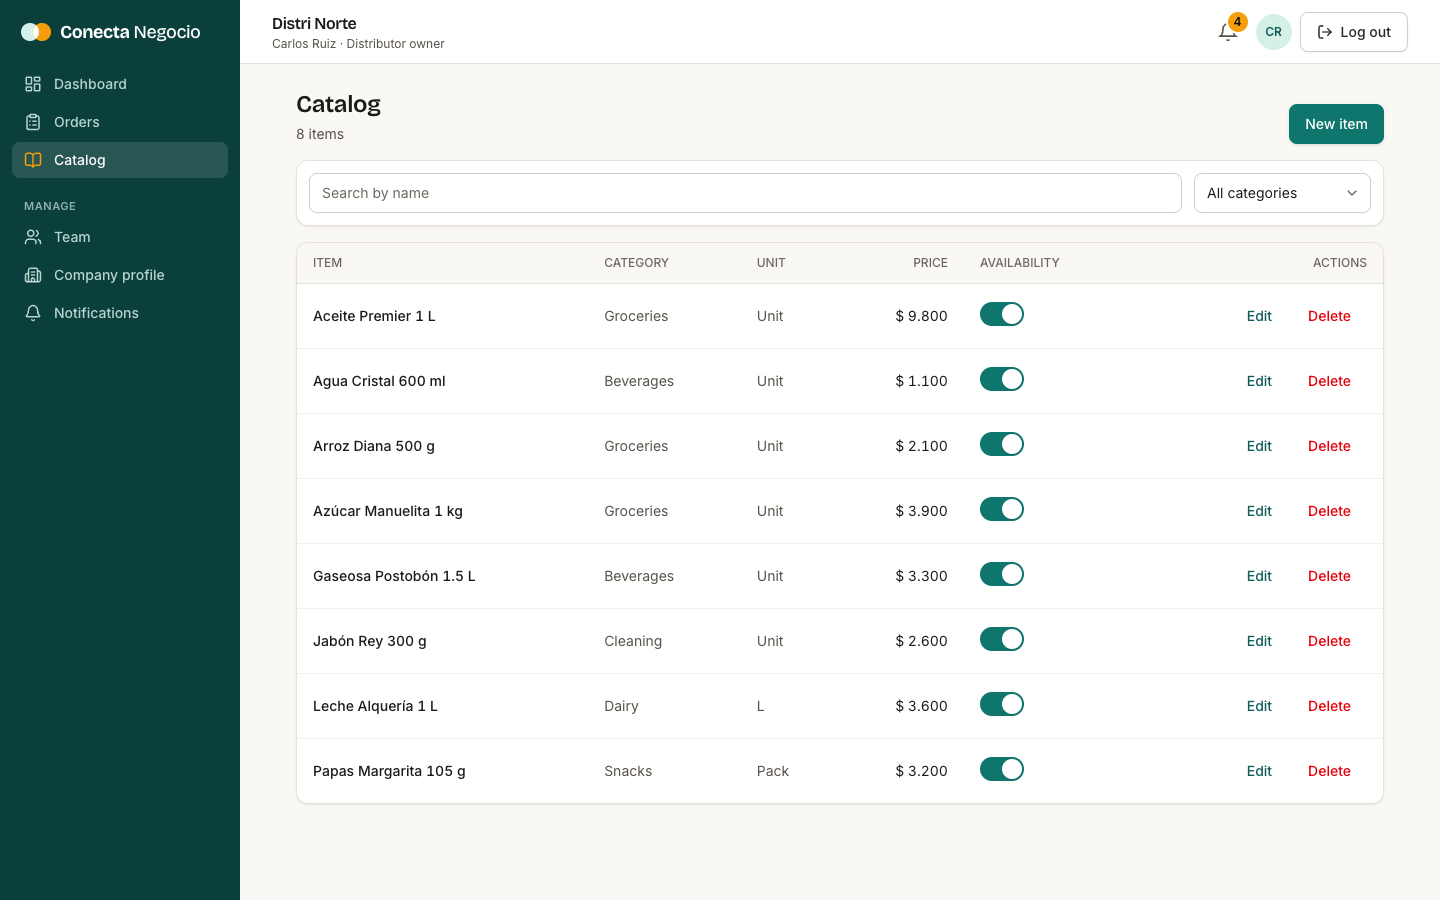 Conecta Negocio
Dashboard
Orders
Catalog
MANAGE
Team
Company profile
Notifications
Distri Norte
Carlos Ruiz · Distributor owner
4
CR
Log out
Catalog
8 items
New item
Search by name
All categories
ITEM CATEGORY UNIT PRICE AVAILABILITY ACTIONS
Aceite Premier 1 L Groceries Unit $ 9.800 Edit Delete
Agua Cristal 600 ml Beverages Unit $ 1.100 Edit Delete
Arroz Diana 500 g Groceries Unit $ 2.100 Edit Delete
Azúcar Manuelita 1 kg Groceries Unit $ 3.900 Edit Delete
Gaseosa Postobón 1.5 L Beverages Unit $ 3.300 Edit Delete
Jabón Rey 300 g Cleaning Unit $ 2.600 Edit Delete
Leche Alquería 1 L Dairy L $ 3.600 Edit Delete
Papas Margarita 105 g Snacks Pack $ 3.200 Edit Delete